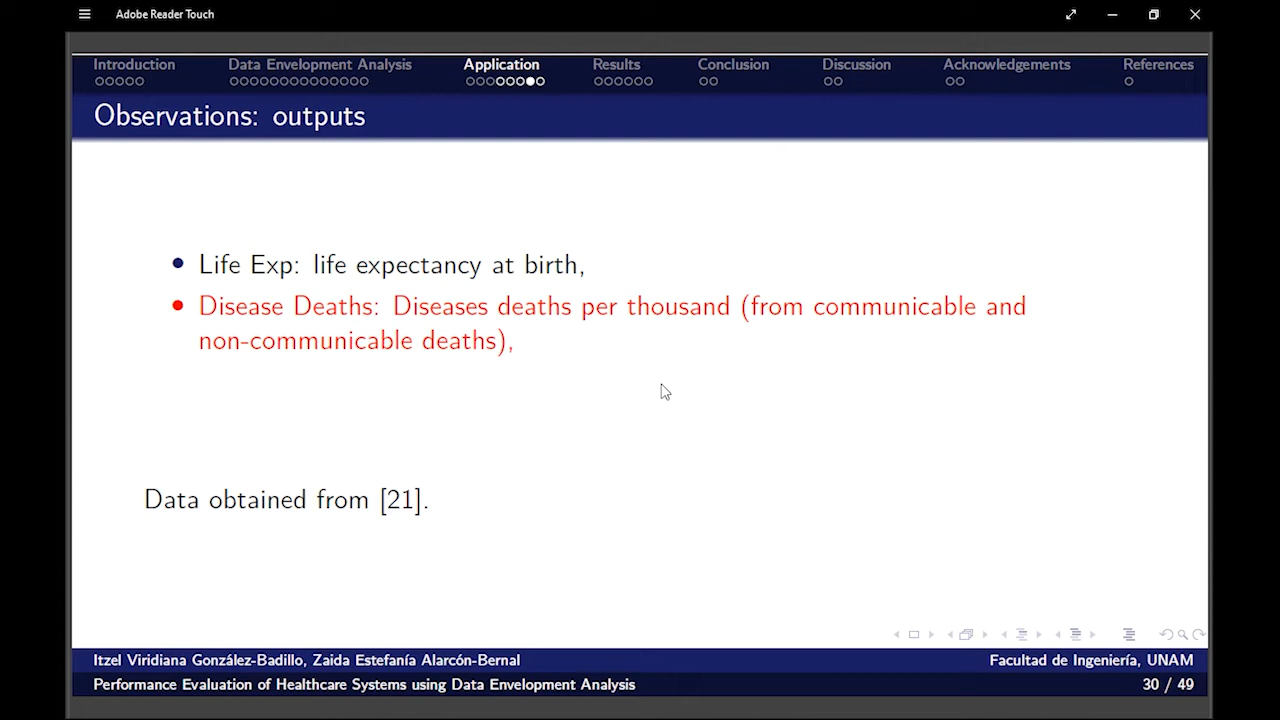 Adobe Reader Touch
Introduction Data Envelopment Analysis Application Results Conclusion Discussion Acknowledgements References
Observations: outputs
Life Exp: life expectancy at birth,
Disease Deaths: Diseases deaths per thousand (from communicable and
non-communicable deaths),
Data obtained from [21].
Itzel Viridiana González-Badillo, Zaida Estefanía Alarcón-Bernal Facultad de Ingeniería, UNAM
Performance Evaluation of Healthcare Systems using Data Envelopment Analysis 30 / 49